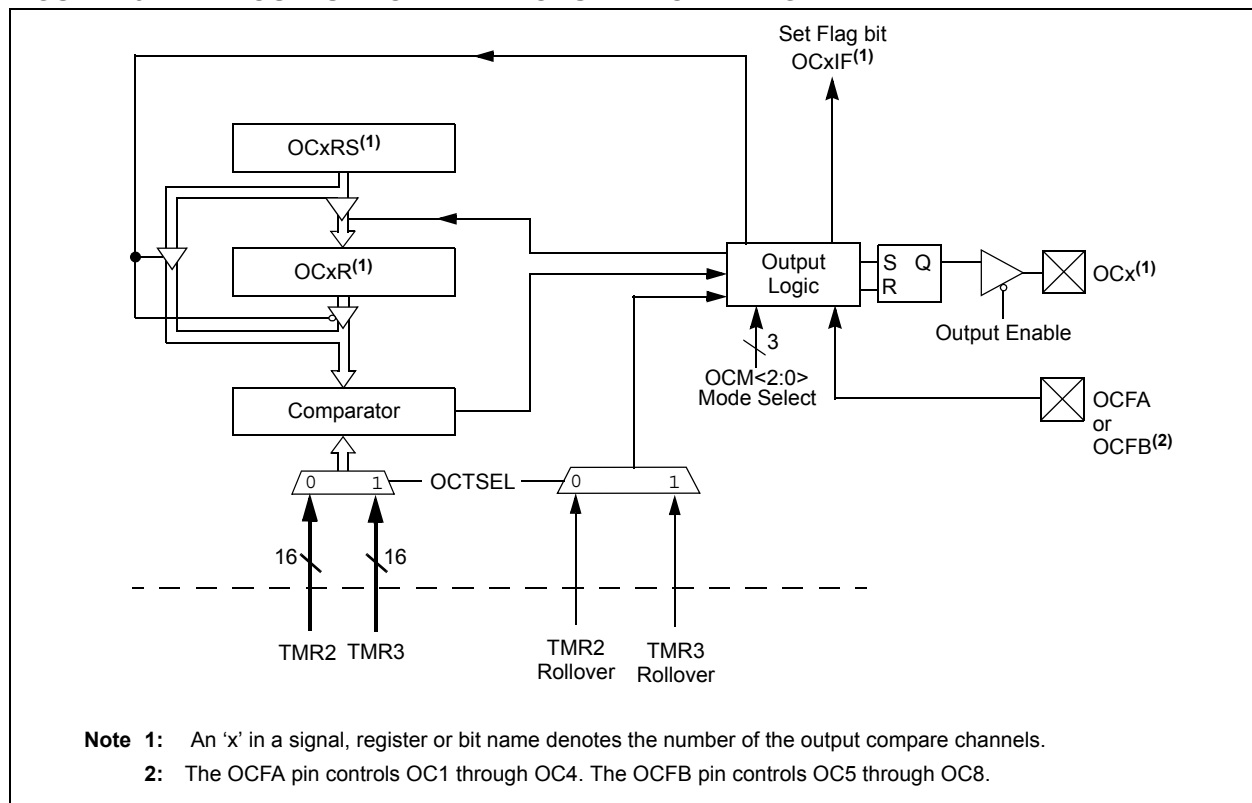 Set Flag bit
OCxIF(1)
OCxRS(1)
OCxR(1)
Output
Logic
S Q
R
OCx(1)
Output Enable
3
OCM<2:0>
Mode Select
Comparator
OCFA
or
OCFB(2)
0 1
OCTSEL
0 1
16
16
TMR2
TMR3
TMR2
Rollover
TMR3
Rollover
Note 1: An ‘x’ in a signal, register or bit name denotes the number of the output compare channels.
2: The OCFA pin controls OC1 through OC4. The OCFB pin controls OC5 through OC8.